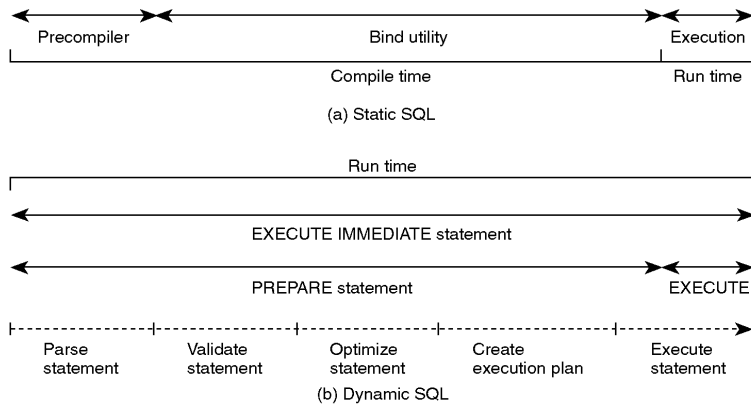 Precompiler Bind utility Execution
Compile time Run time
(a) Static SQL
Run time
EXECUTE IMMEDIATE statement
PREPARE statement EXECUTE
Parse Validate Optimize Create Execute
statement statement statement execution plan statement
(b) Dynamic SQL